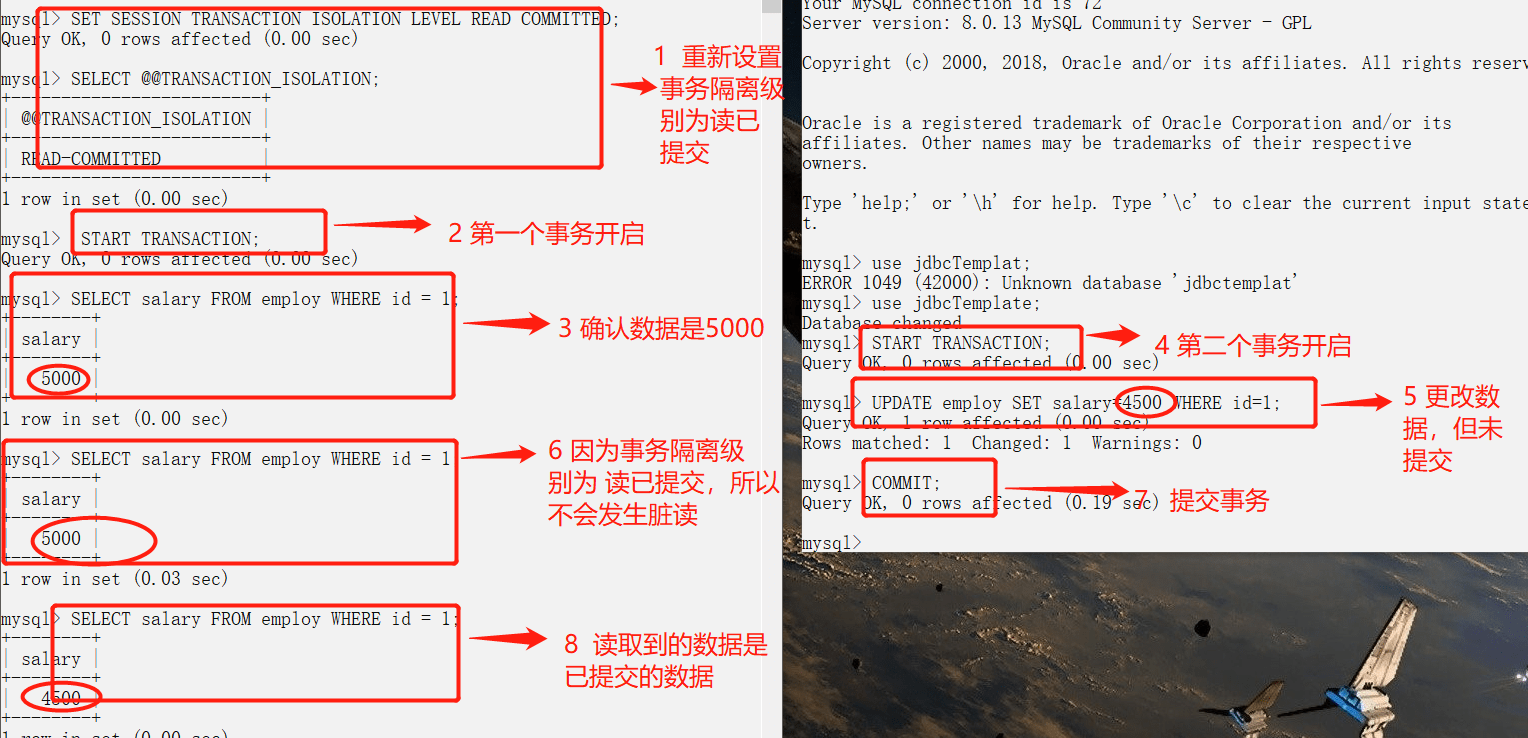 mysql> SET SESSION TRANSACTION ISOLATION LEVEL READ COMMITTED;
Query OK, 0 rows affected (0.00 sec)
mysql> SELECT @@TRANSACTION_ISOLATION;
+-------------------------+
| @@TRANSACTION_ISOLATION |
+-------------------------+
| READ-COMMITTED          |
+-------------------------+
1 row in set (0.00 sec)
mysql> START TRANSACTION;
Query OK, 0 rows affected (0.00 sec)
mysql> SELECT salary FROM employ WHERE id = 1;
+--------+
| salary |
+--------+
|   5000 |
+--------+
1 row in set (0.00 sec)
mysql> SELECT salary FROM employ WHERE id = 1
+--------+
| salary |
+--------+
|   5000 |
+--------+
1 row in set (0.03 sec)
mysql> SELECT salary FROM employ WHERE id = 1;
+--------+
| salary |
+--------+
|   4500 |
+--------+
1 row in set (0.00 sec)
1 重新设置
事务隔离级
别为读已
提交
2 第一个事务开启
3 确认数据是5000
6 因为事务隔离级
别为 读已提交，所以
不会发生脏读
8 读取到的数据是
已提交的数据
Your MySQL connection id is 72
Server version: 8.0.13 MySQL Community Server - GPL
Copyright (c) 2000, 2018, Oracle and/or its affiliates. All rights reserv
Oracle is a registered trademark of Oracle Corporation and/or its
affiliates. Other names may be trademarks of their respective
owners.
Type 'help;' or '\h' for help. Type '\c' to clear the current input state
t.
mysql> use jdbcTemplat;
ERROR 1049 (42000): Unknown database 'jdbctemplat'
mysql> use jdbcTemplate;
Database changed
mysql> START TRANSACTION;
Query OK, 0 rows affected (0.00 sec)
mysql> UPDATE employ SET salary=4500 WHERE id=1;
Query OK, 1 row affected (0.00 sec)
Rows matched: 1  Changed: 1  Warnings: 0
mysql> COMMIT;
Query OK, 0 rows affected (0.19 sec)
mysql>
4 第二个事务开启
5 更改数
据，但未
提交
7 提交事务